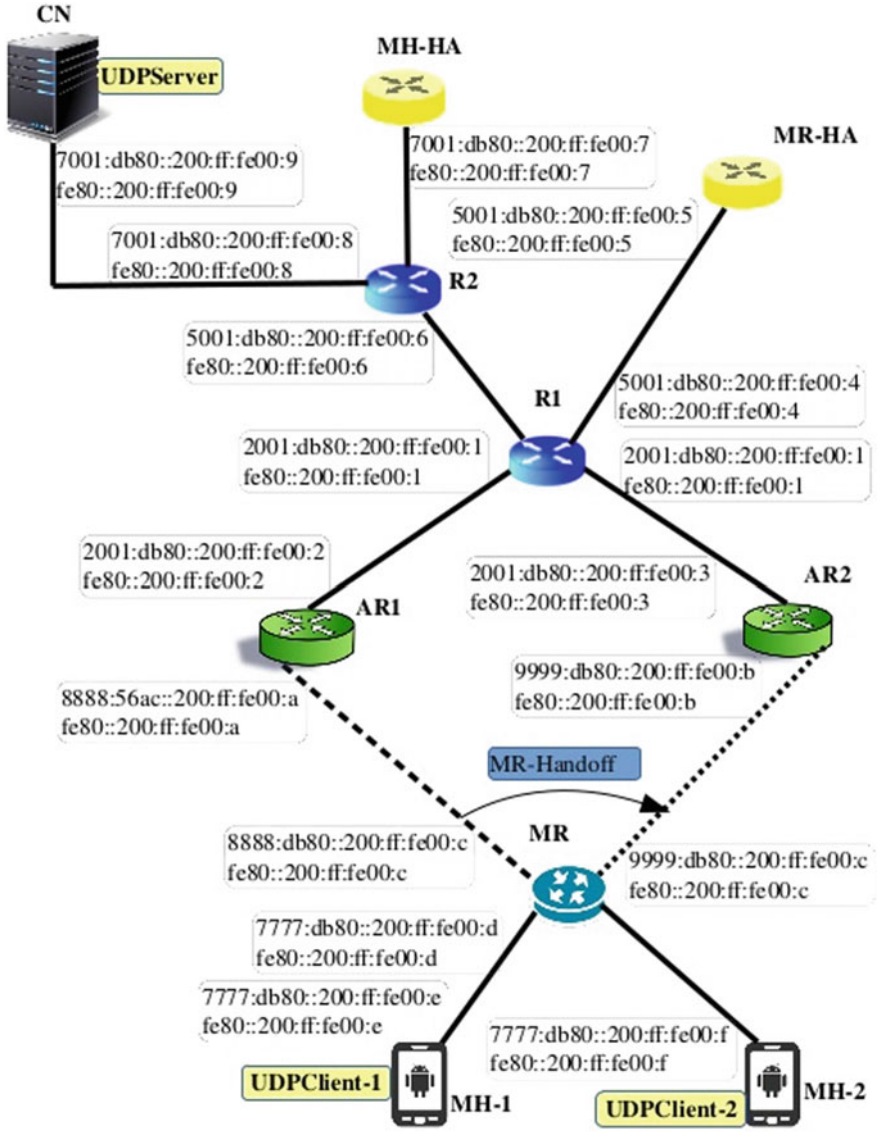 CN
UDPServer
MH-HA
MR-HA
7001:db80::200:ff:fe00:9
fe80::200:ff:fe00:9
7001:db80::200:ff:fe00:7
fe80::200:ff:fe00:7
5001:db80::200:ff:fe00:5
fe80::200:ff:fe00:5
7001:db80::200:ff:fe00:8
fe80::200:ff:fe00:8
R2
5001:db80::200:ff:fe00:6
fe80::200:ff:fe00:6
R1
5001:db80::200:ff:fe00:4
fe80::200:ff:fe00:4
2001:db80::200:ff:fe00:1
fe80::200:ff:fe00:1
2001:db80::200:ff:fe00:1
fe80::200:ff:fe00:1
2001:db80::200:ff:fe00:2
fe80::200:ff:fe00:2
AR1
2001:db80::200:ff:fe00:3
fe80::200:ff:fe00:3
AR2
8888:56ac::200:ff:fe00:a
fe80::200:ff:fe00:a
9999:db80::200:ff:fe00:b
fe80::200:ff:fe00:b
MR-Handoff
MR
8888:db80::200:ff:fe00:c
fe80::200:ff:fe00:c
9999:db80::200:ff:fe00:c
fe80::200:ff:fe00:c
7777:db80::200:ff:fe00:d
fe80::200:ff:fe00:d
7777:db80::200:ff:fe00:e
fe80::200:ff:fe00:e
7777:db80::200:ff:fe00:f
fe80::200:ff:fe00:f
UDPClient-1
MH-1
UDPClient-2
MH-2